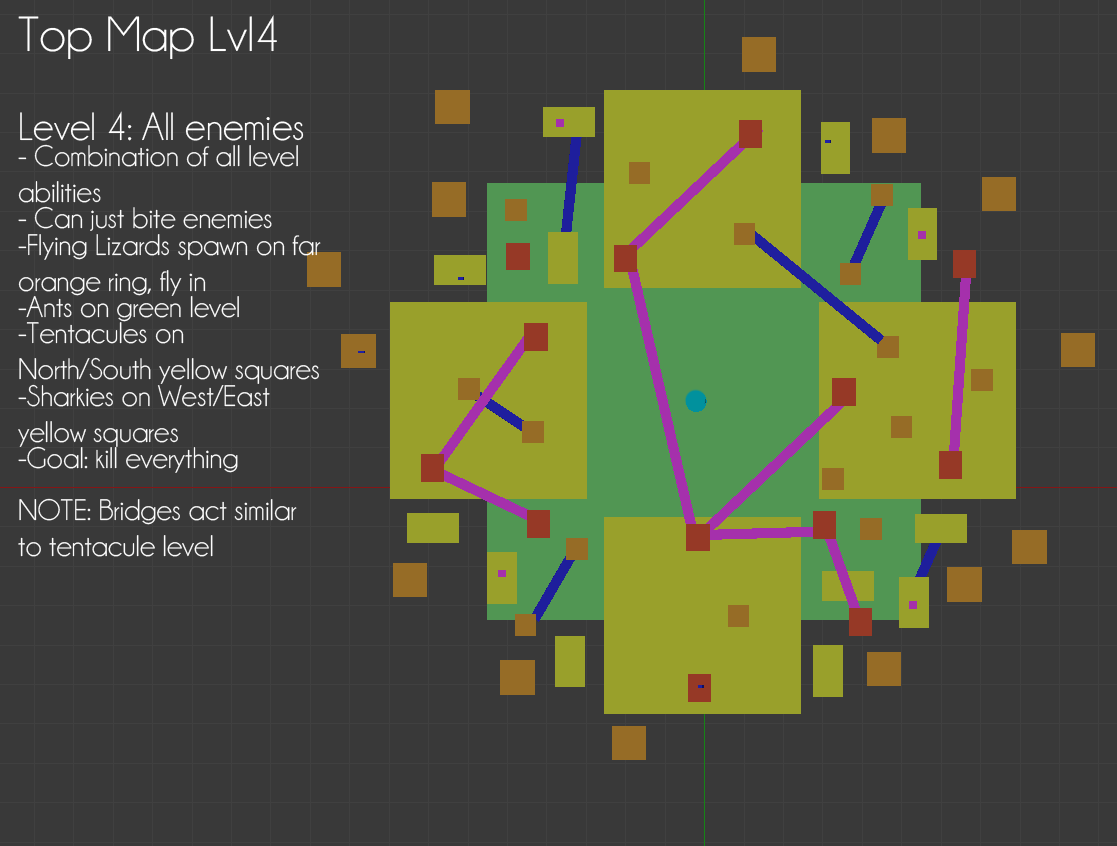 Top Map Lvl4
Level 4: All enemies
- Combination of all level
abilities
- Can just bite enemies
-Flying Lizards spawn on far
orange ring, fly in
-Ants on green level
-Tentacules on
North/South yellow squares
-Sharkies on West/East
yellow squares
-Goal: kill everything
NOTE: Bridges act similar
to tentacule level